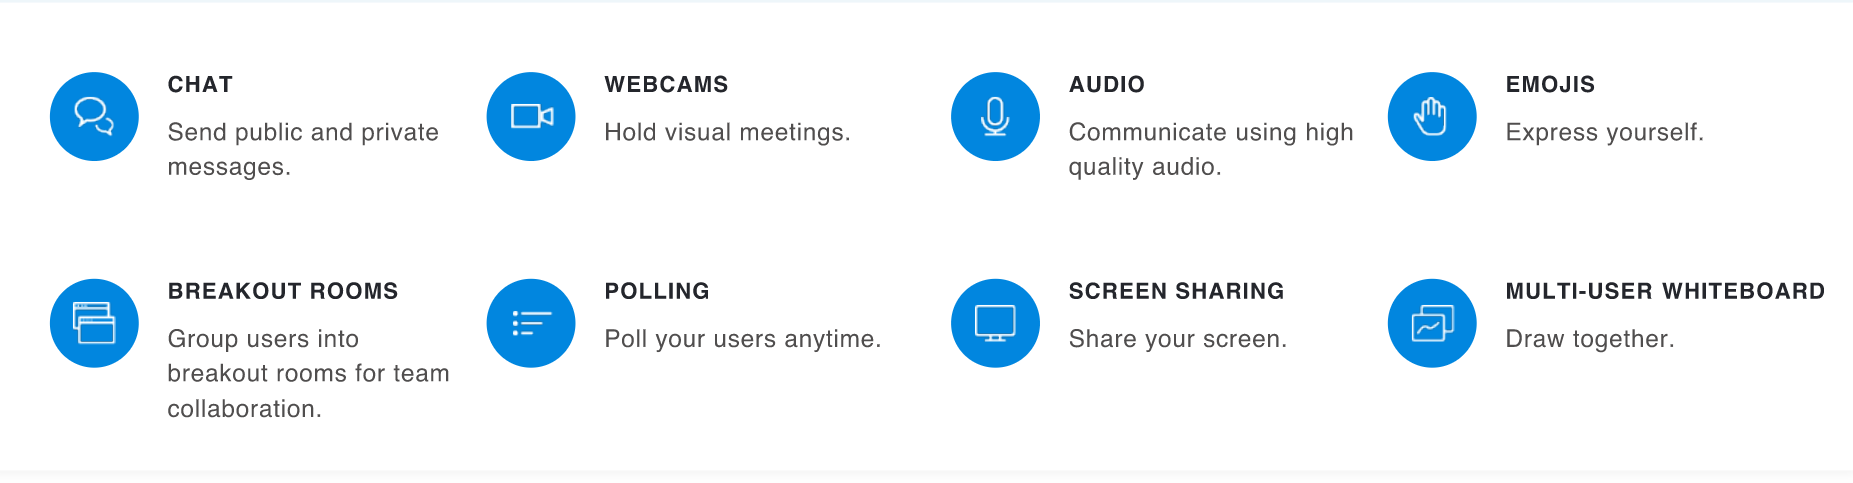 CHAT
Send public and private
messages.
WEBCAMS
Hold visual meetings.
AUDIO
Communicate using high
quality audio.
EMOJIS
Express yourself.
BREAKOUT ROOMS
Group users into
breakout rooms for team
collaboration.
POLLING
Poll your users anytime.
SCREEN SHARING
Share your screen.
MULTI-USER WHITEBOARD
Draw together.